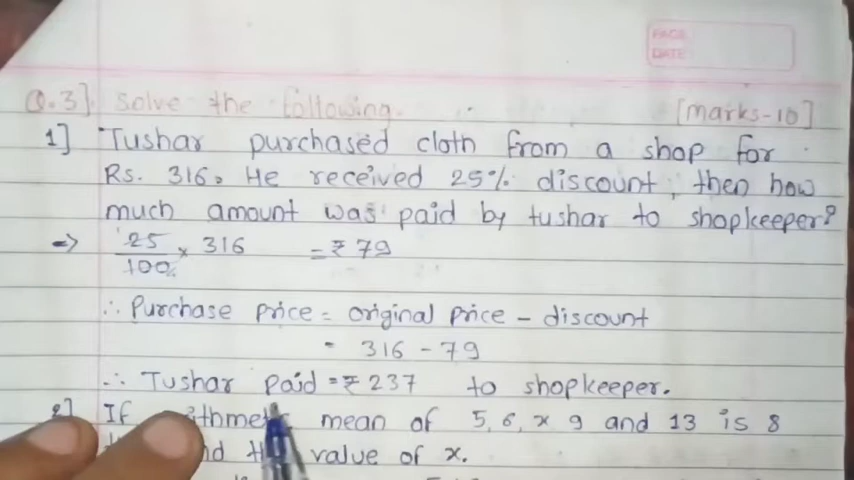 PAGE
DATE
Q.3] Solve the following. [Marks-10]
1] Tushar purchased cloth from a shop for
Rs. 316. He received 25% discount, then how
much amount was paid by tushar to shopkeeper?
⇒ 25/100 × 316 = ₹ 79
∴ Purchase price = original price - discount
= 316 - 79
∴ Tushar paid = ₹ 237 to shopkeeper.
2] If mean of 5, 6, x 9 and 13 is 8
value of x.